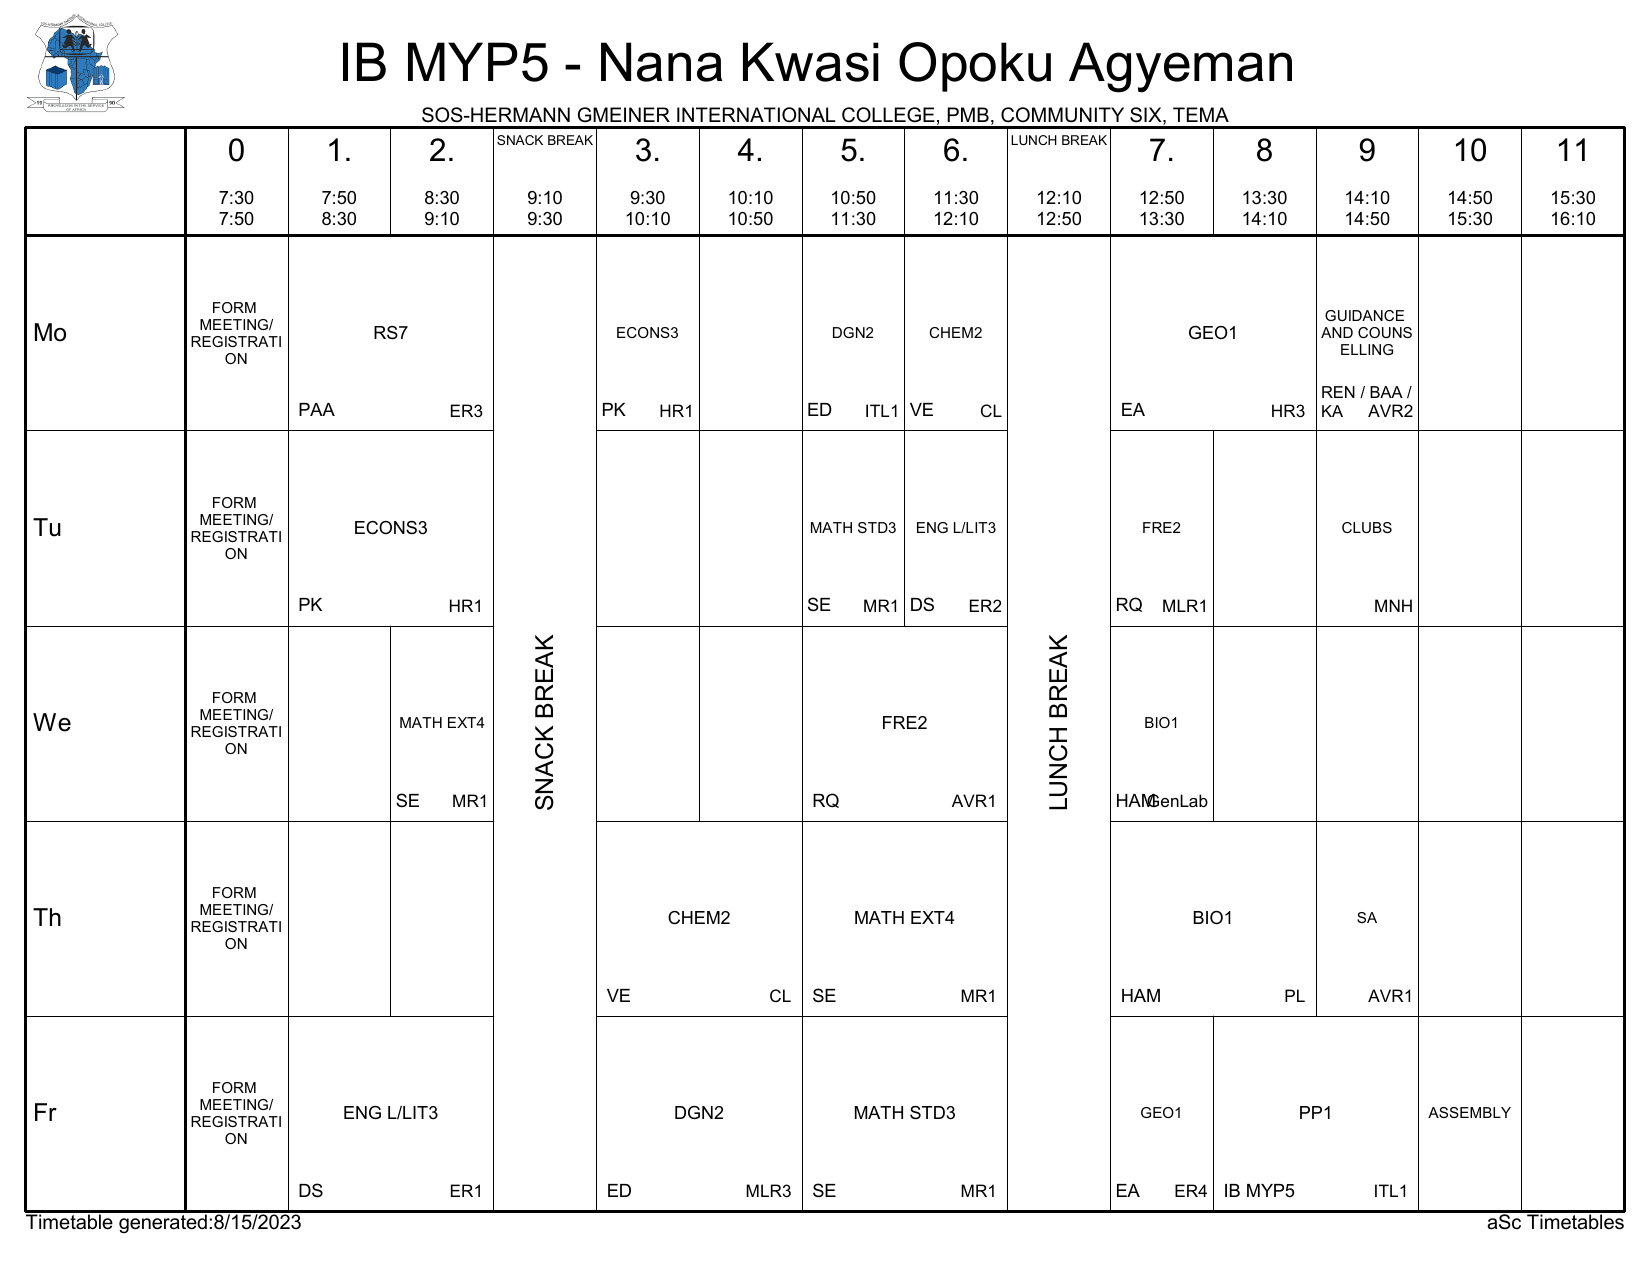 IB MYP5 - Nana Kwasi Opoku Agyeman
SOS-HERMANN GMEINER INTERNATIONAL COLLEGE, PMB, COMMUNITY SIX, TEMA
0 1. 2. SNACK BREAK 3. 4. 5. 6. LUNCH BREAK 7. 8 9 10 11
7:30 7:50 8:30 9:10 9:30 10:10 10:50 11:30 12:10 12:50 13:30 14:10 14:50 15:30
7:50 8:30 9:10 9:30 10:10 10:50 11:30 12:10 12:50 13:30 14:10 14:50 15:30 16:10
Mo
FORM
MEETING/
REGISTRATI
ON
RS7
PAA ER3
ECONS3
PK HR1
DGN2
ED ITL1
CHEM2
VE CL
GEO1
EA HR3
GUIDANCE
AND COUNS
ELLING
REN / BAA /
KA AVR2
Tu
FORM
MEETING/
REGISTRATI
ON
ECONS3
PK HR1
MATH STD3
SE MR1
ENG L/LIT3
DS ER2
FRE2
RQ MLR1
CLUBS
MNH
SNACK BREAK
LUNCH BREAK
We
FORM
MEETING/
REGISTRATI
ON
MATH EXT4
SE MR1
FRE2
RQ AVR1
BIO1
HAM GenLab
Th
FORM
MEETING/
REGISTRATI
ON
CHEM2
VE CL
MATH EXT4
SE MR1
BIO1
HAM PL
SA
AVR1
Fr
FORM
MEETING/
REGISTRATI
ON
ENG L/LIT3
DS ER1
DGN2
ED MLR3
MATH STD3
SE MR1
GEO1
EA ER4
PP1
IB MYP5 ITL1
ASSEMBLY
Timetable generated:8/15/2023
aSc Timetables